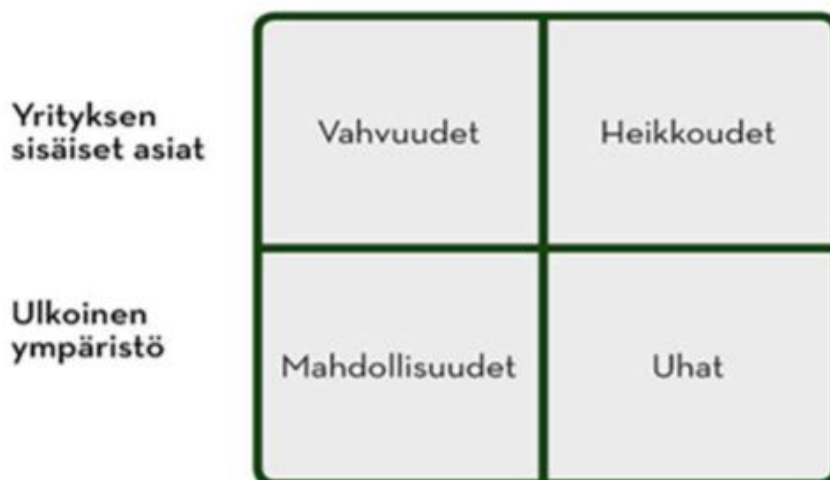 Yrityksen
sisäiset asiat
Vahvuudet
Heikkoudet
Ulkoinen
ympäristö
Mahdollisuudet
Uhat